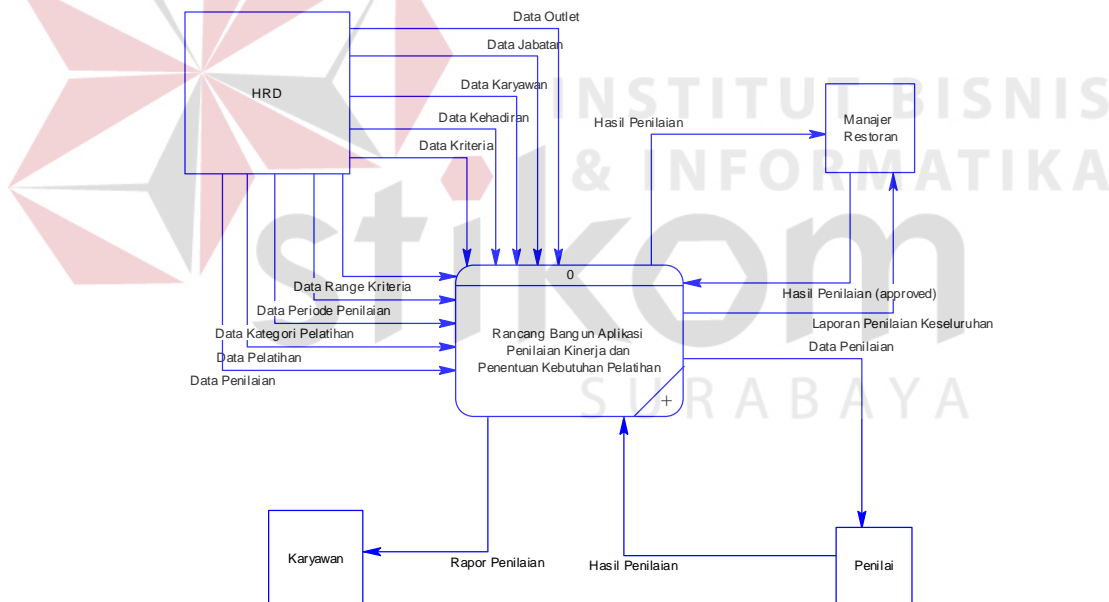 Data Outlet
Data Jabatan
HRD
Data Karyawan
Data Kehadiran
Data Kriteria
INSTITUT BISNIS
& INFORMATIKA
stikom
SURABAYA
Hasil Penilaian
Manajer
Restoran
0
Rancang Bangun Aplikasi
Penilaian Kinerja dan
Penentuan Kebutuhan Pelatihan
+
Data Range Kriteria
Data Periode Penilaian
Data Kategori Pelatihan
Data Pelatihan
Data Penilaian
Hasil Penilaian (approved)
Laporan Penilaian Keseluruhan
Data Penilaian
Karyawan
Rapor Penilaian
Hasil Penilaian
Penilai